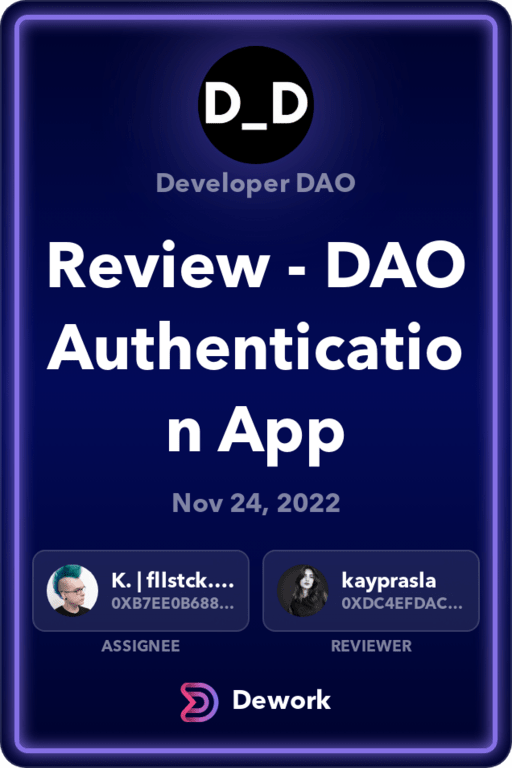 D_D
Developer DAO
Review - DAO
Authenticatio
n App
Nov 24, 2022
K. | fllstck....
0XB7EE0B688...
kayprasla
0XDC4EFDAC...
ASSIGNEE
REVIEWER
Dework